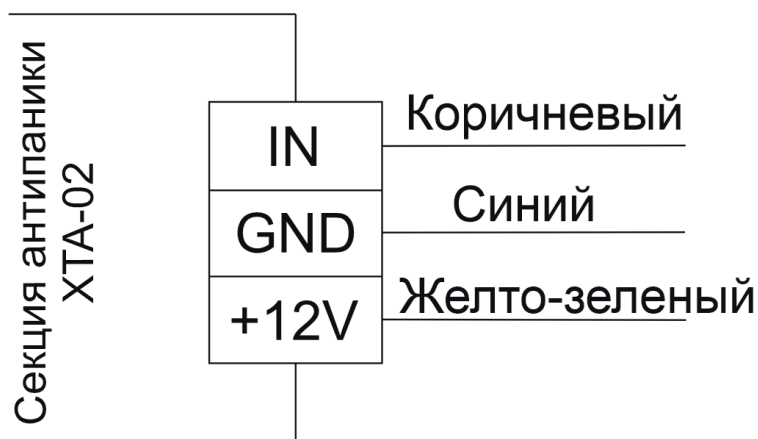 Секция антипаники
ХТА-02
IN
Коричневый
GND
Синий
+12V
Желто-зеленый